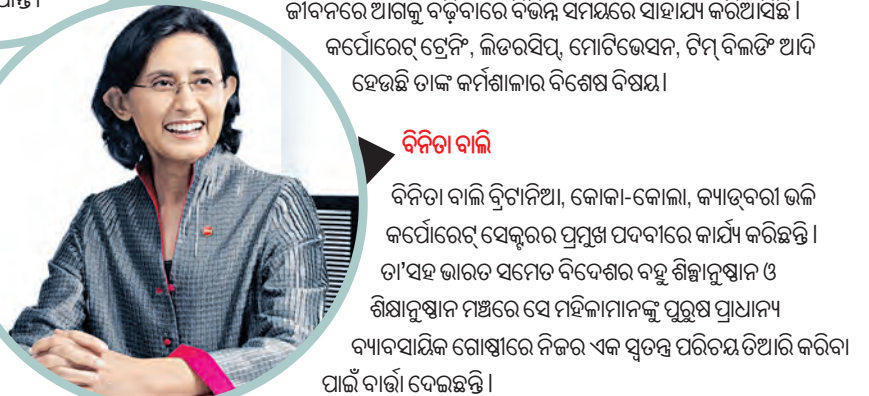 ଜୀବନରେ ଆଗକୁ ବଢ଼ିବାରେ ବିଭିନ୍ନ ସମୟରେ ସାହାଯ୍ୟ କରିଆସିଛି ।
କର୍ପୋରେଟ୍ ଟ୍ରେନିଂ, ଲିଡରସିପ୍, ମୋଟିଭେସନ, ଟିମ୍ ବିଲଡିଂ ଆଦି
ହେଉଛି ତାଙ୍କ କର୍ମଶାଳାର ବିଶେଷ ବିଷୟ।
ବିନିତା ବାଲି
ବିନିତା ବାଲି ବ୍ରିଟାନିଆ, କୋକା-କୋଲା, କ୍ୟାଡ୍‌ବରୀ ଭଳି
କର୍ପୋରେଟ୍ ସେକ୍ଟରର ପ୍ରମୁଖ ପଦବୀରେ କାର୍ଯ୍ୟ କରିଛନ୍ତି ।
ତା'ସହ ଭାରତ ସମେତ ବିଦେଶର ବହୁ ଶିଳ୍ପାନୁଷ୍ଠାନ ଓ
ଶିକ୍ଷାନୁଷ୍ଠାନ ମଞ୍ଚରେ ସେ ମହିଳାମାନଙ୍କୁ ପୁରୁଷ ପ୍ରାଧାନ୍ୟ
ବ୍ୟାବସାୟିକ ଗୋଷ୍ଠୀରେ ନିଜର ଏକ ସ୍ୱତନ୍ତ୍ର ପରିଚୟ ତିଆରି କରିବା
ପାଇଁ ବାର୍ତ୍ତା ଦେଇଛନ୍ତି ।